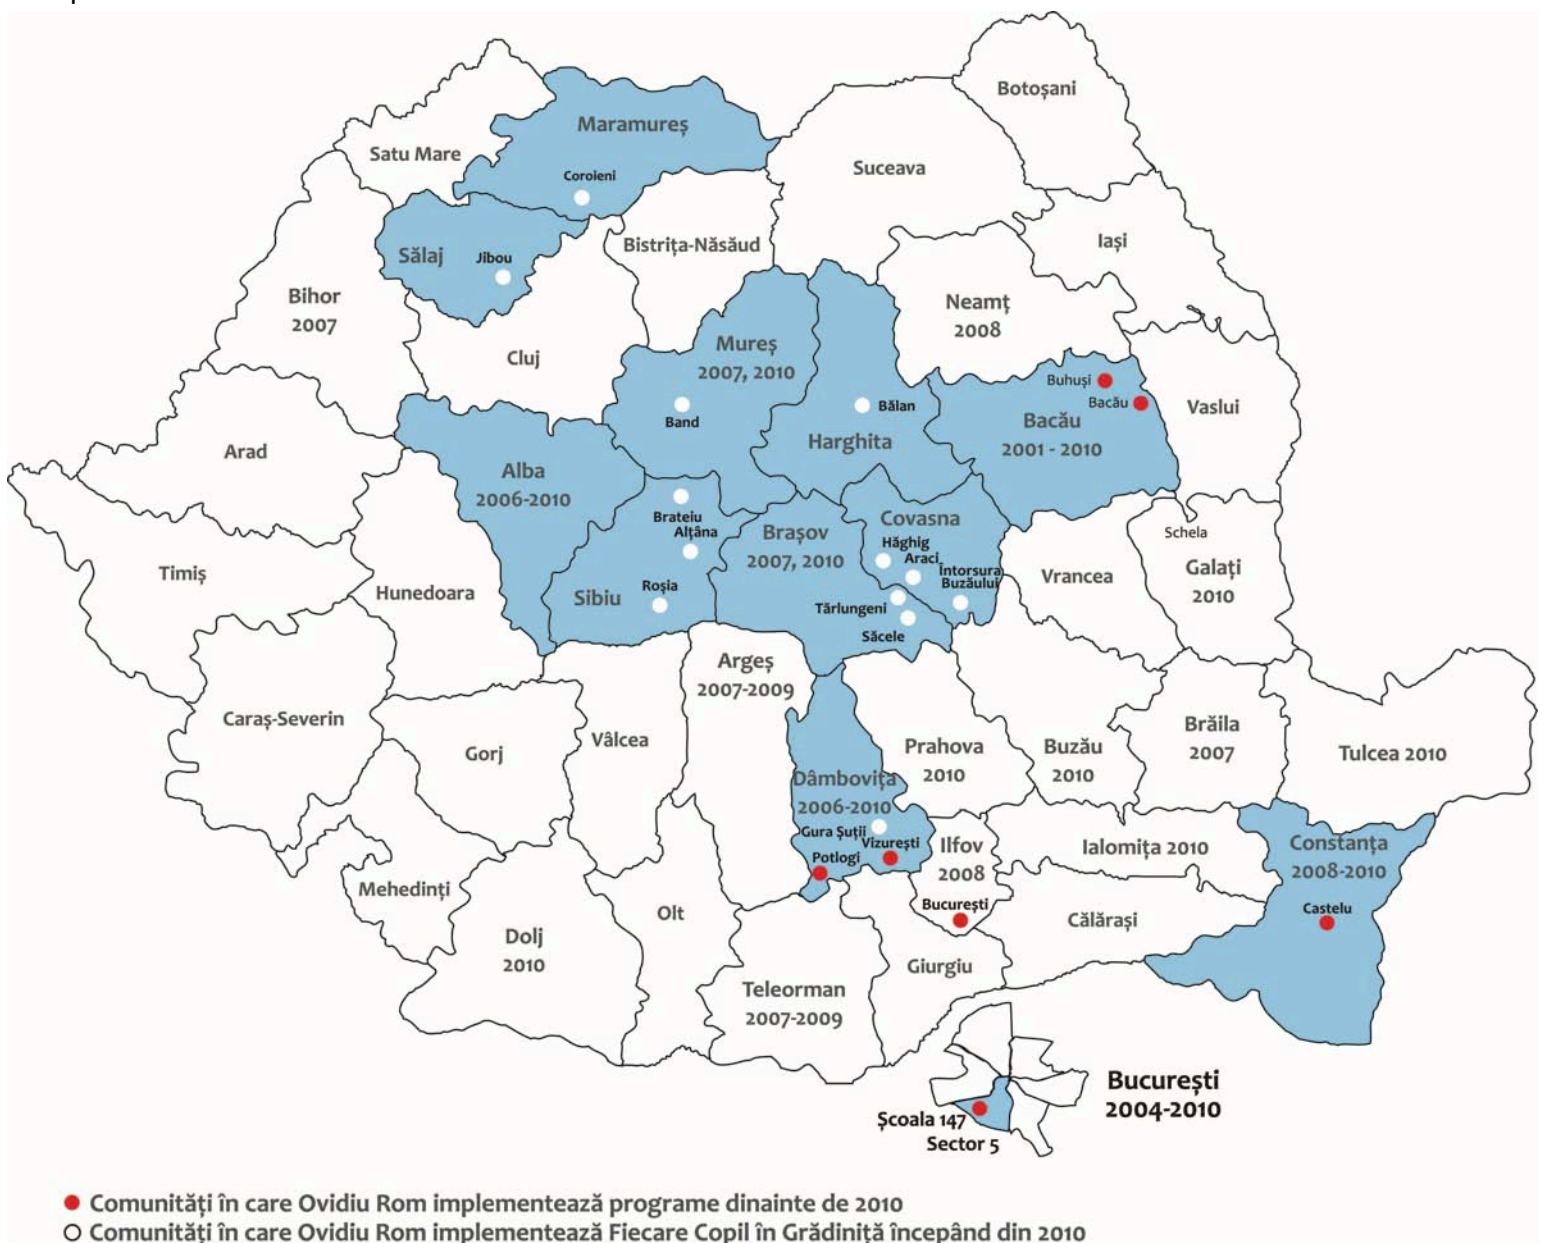 Botoșani
Maramureș
Satu Mare
Suceava
Coroieni
Iași
Bistrița-Năsăud
Sălaj
Jibou
Bihor
2007
Neamț
2008
Mureș
2007, 2010
Cluj
Buhuși
Bacău
Bacău
2001 - 2010
Vaslui
Band
Bălan
Harghita
Arad
Alba
2006-2010
Brateiu
Alțâna
Brașov
2007, 2010
Covasna
Hăghig
Araci
Întorsura
Buzăului
Schela
Galați
2010
Timiș
Vrancea
Hunedoara
Sibiu
Roșia
Tărlungeni
Săcele
Argeș
2007-2009
Caraș-Severin
Gorj
Vâlcea
Prahova
2010
Buzău
2010
Brăila
2007
Tulcea 2010
Dâmbovița
2006-2010
Gura Șuții
Vizurești
Potlogi
Ilfov
2008
Ialomița 2010
Constanța
2008-2010
Mehedinți
Olt
București
Călărași
Castelu
Dolj
2010
Giurgiu
Teleorman
2007-2009
București
2004-2010
Școala 147
Sector 5
Comunități în care Ovidiu Rom implementează programe dinainte de 2010
Comunități în care Ovidiu Rom implementează Fiecare Copil în Grădiniță începând din 2010